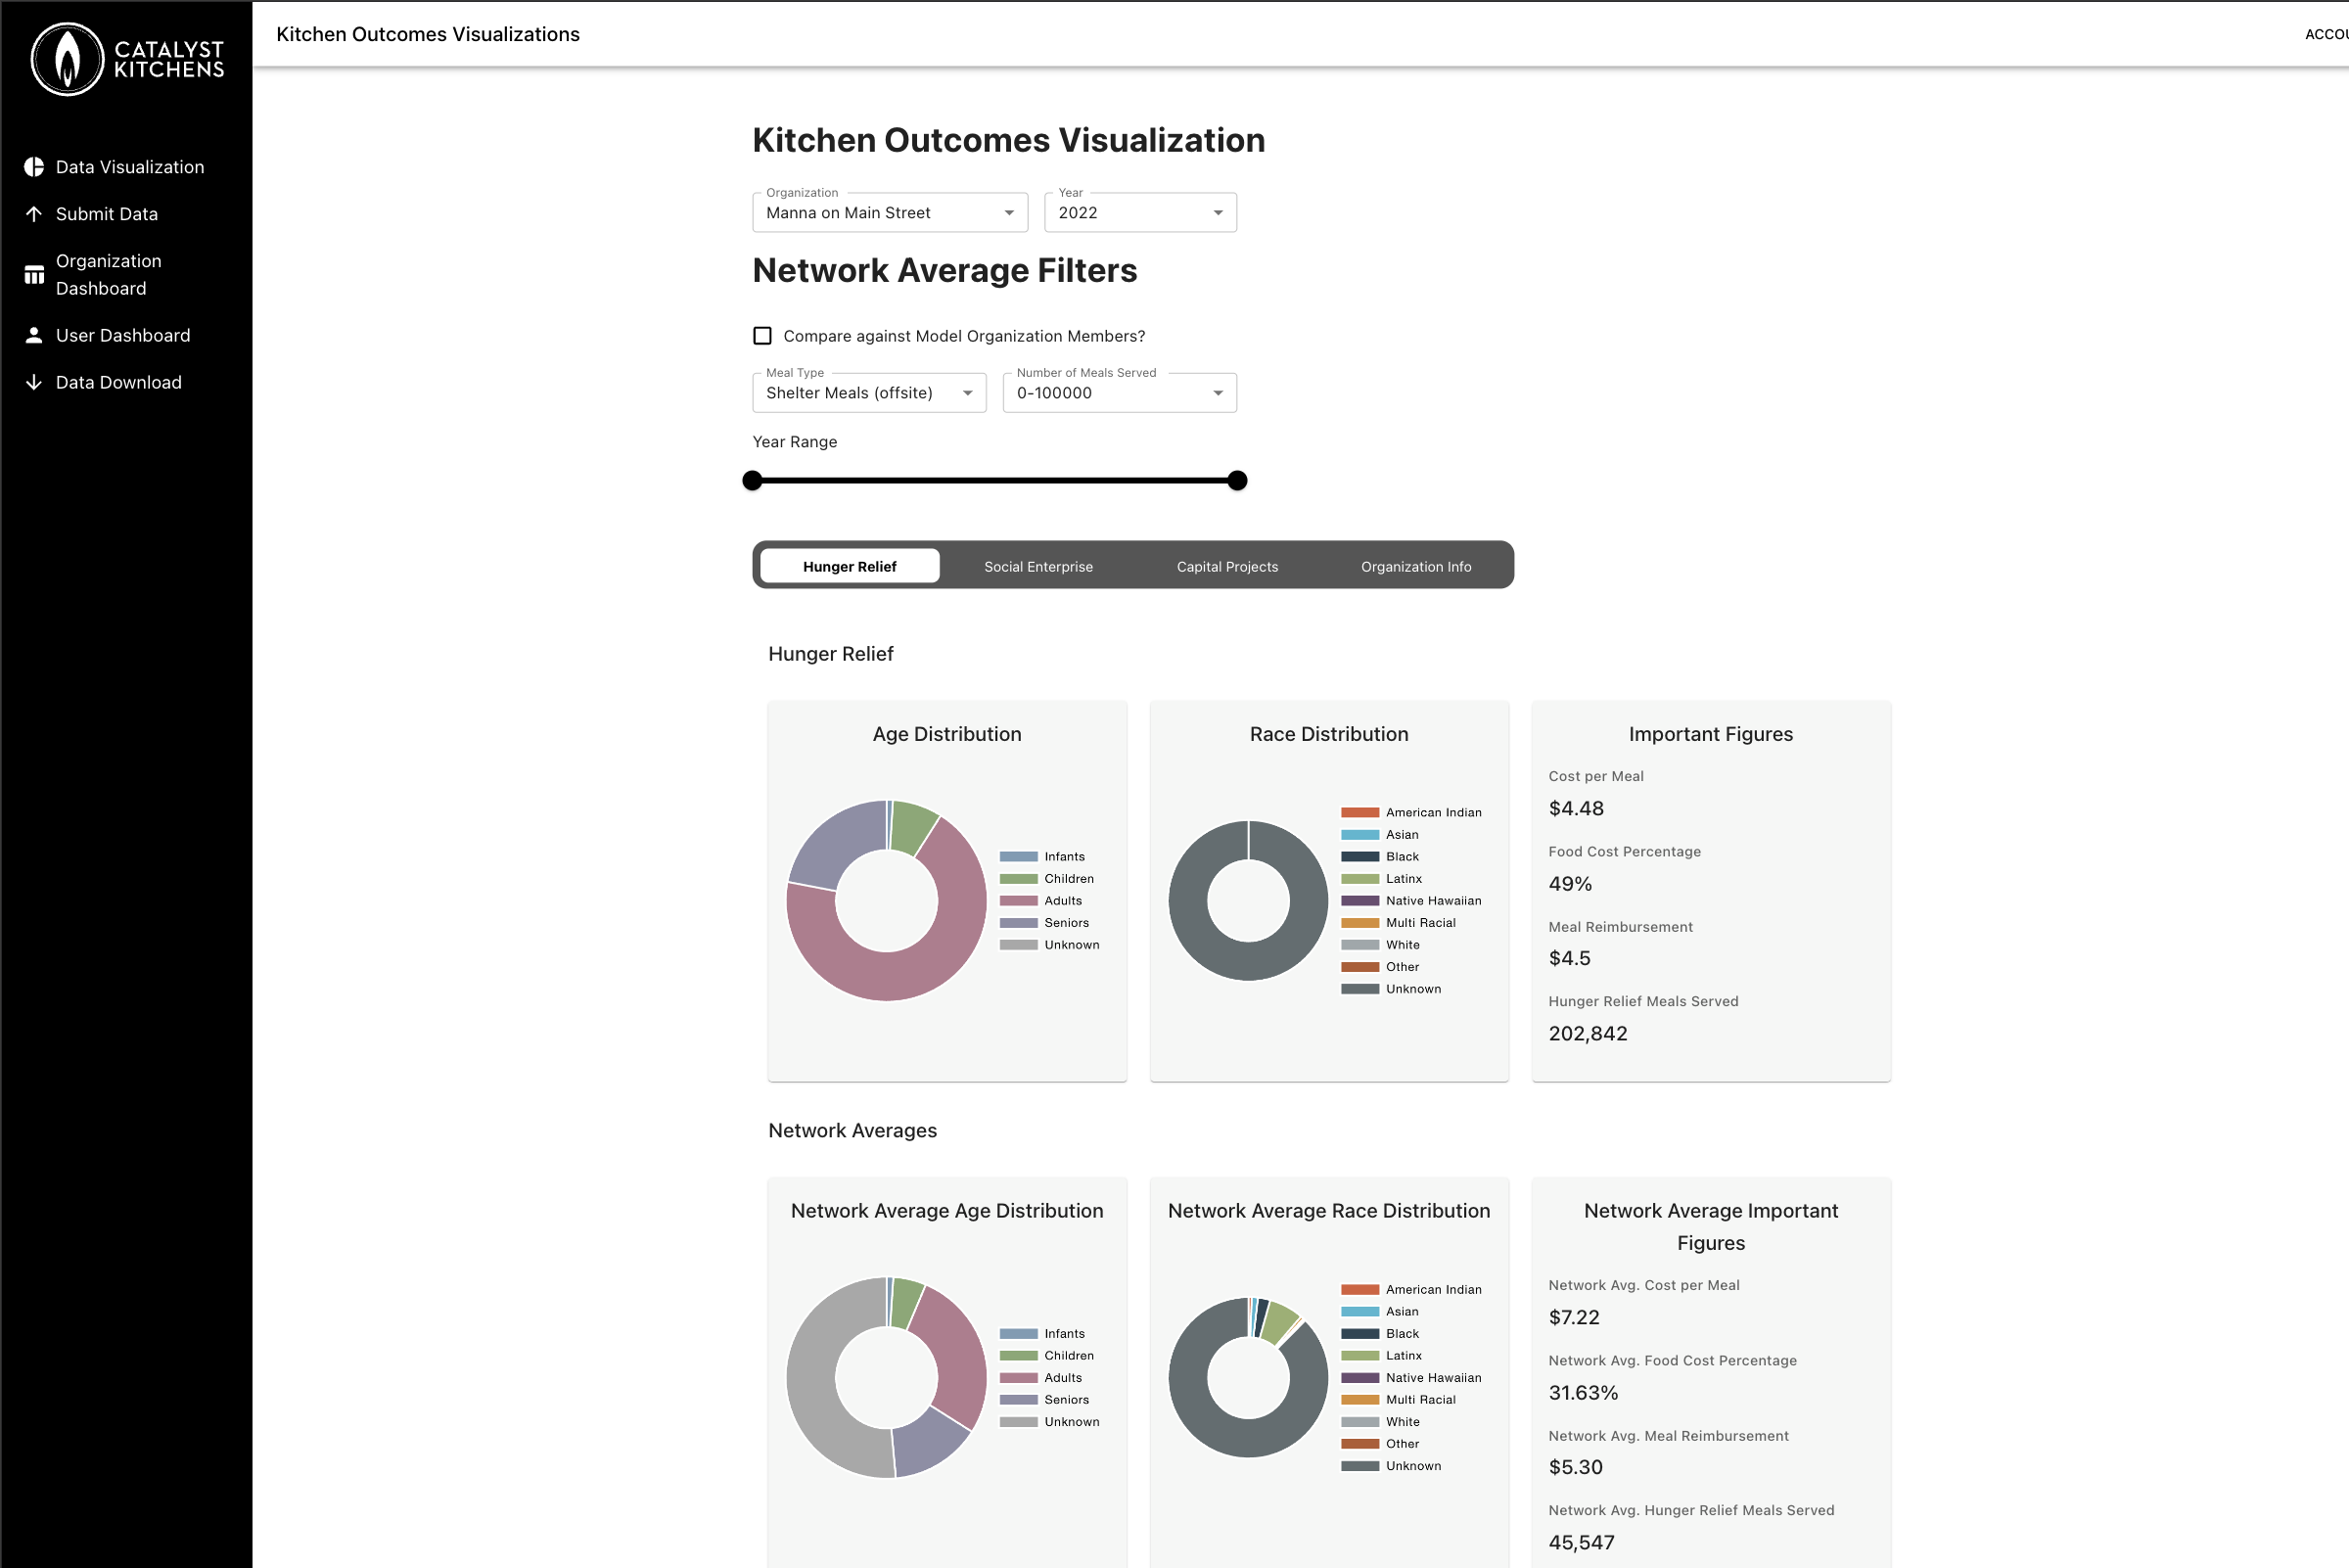 CATALYST
KITCHENS
Kitchen Outcomes Visualizations
Data Visualization
Submit Data
Organization
Dashboard
User Dashboard
Data Download
Kitchen Outcomes Visualization
Organization
Manna on Main Street
Year
2022
Network Average Filters
Compare against Model Organization Members?
Meal Type
Shelter Meals (offsite)
Number of Meals Served
0-100000
Year Range
Hunger Relief
Social Enterprise
Capital Projects
Organization Info
Hunger Relief
Age Distribution
Infants
Children
Adults
Seniors
Unknown
Race Distribution
American Indian
Asian
Black
Latinx
Native Hawaiian
Multi Racial
White
Other
Unknown
Important Figures
Cost per Meal
$4.48
Food Cost Percentage
49%
Meal Reimbursement
$4.5
Hunger Relief Meals Served
202,842
Network Averages
Network Average Age Distribution
Infants
Children
Adults
Seniors
Unknown
Network Average Race Distribution
American Indian
Asian
Black
Latinx
Native Hawaiian
Multi Racial
White
Other
Unknown
Network Average Important
Figures
Network Avg. Cost per Meal
$7.22
Network Avg. Food Cost Percentage
31.63%
Network Avg. Meal Reimbursement
$5.30
Network Avg. Hunger Relief Meals Served
45,547